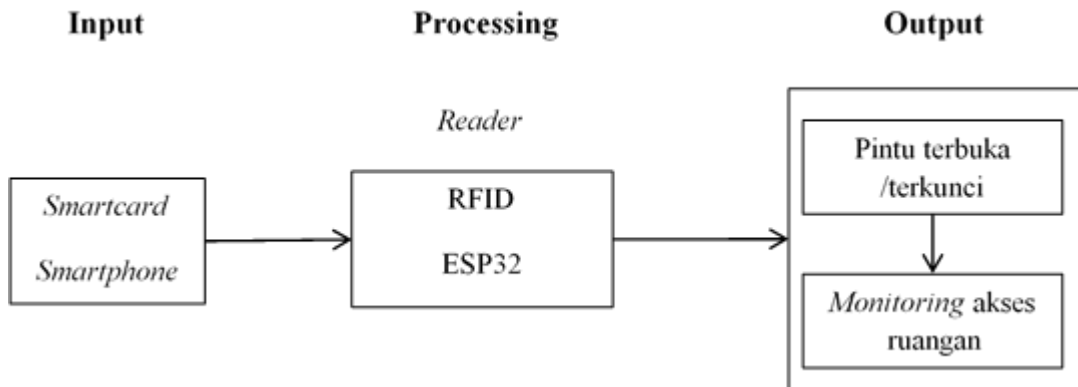 Input
Processing
Output
Smartcard
Smartphone
Reader
RFID
ESP32
Pintu terbuka
/terkunci
Monitoring akses
ruangan